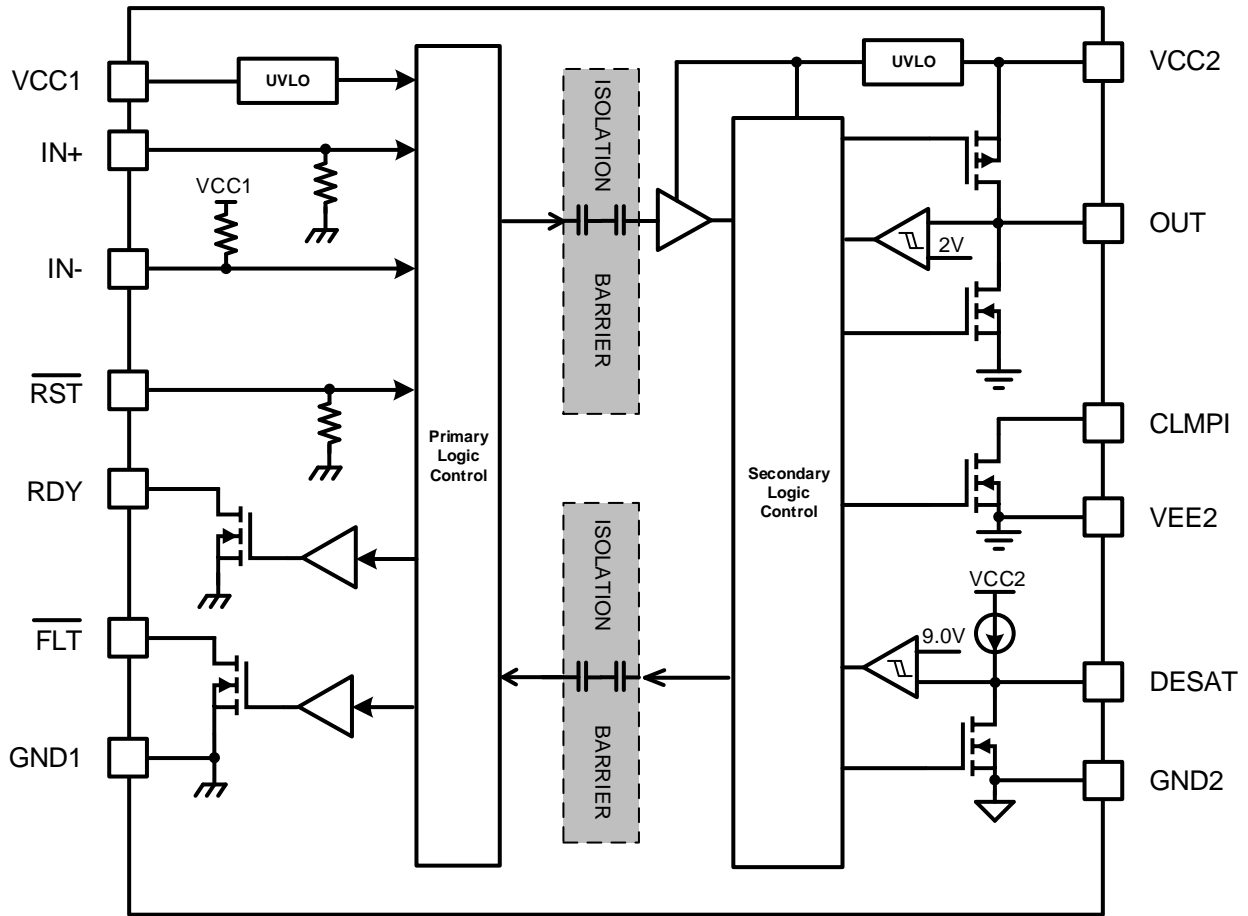 VCC1
UVLO
IN+
VCC1
IN-
RST
RDY
FLT
GND1
Primary
Logic
Control
ISOLATION
BARRIER
ISOLATION
BARRIER
Secondary
Logic
Control
UVLO
VCC2
OUT
2V
CLMPI
VEE2
VCC2
9.0V
DESAT
GND2